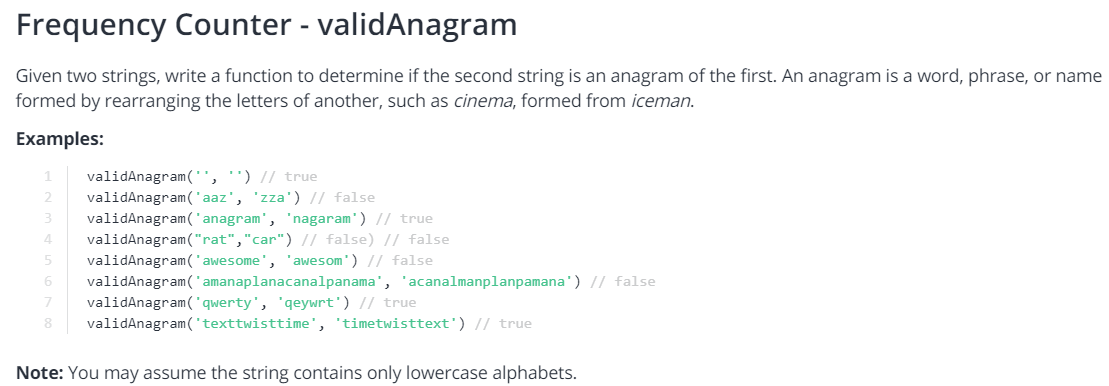 Frequency Counter - validAnagram
Given two strings, write a function to determine if the second string is an anagram of the first. An anagram is a word, phrase, or name
formed by rearranging the letters of another, such as cinema, formed from iceman.
Examples:
1 validAnagram('', '') // true
2 validAnagram('aaz', 'zza') // false
3 validAnagram('anagram', 'nagaram') // true
4 validAnagram("rat","car") // false) // false
5 validAnagram('awesome', 'awesom') // false
6 validAnagram('amanaplanacanalpanama', 'acanalmanplanpamana') // false
7 validAnagram('qwerty', 'qeywrt') // true
8 validAnagram('texttwisttime', 'timetwisttext') // true
Note: You may assume the string contains only lowercase alphabets.